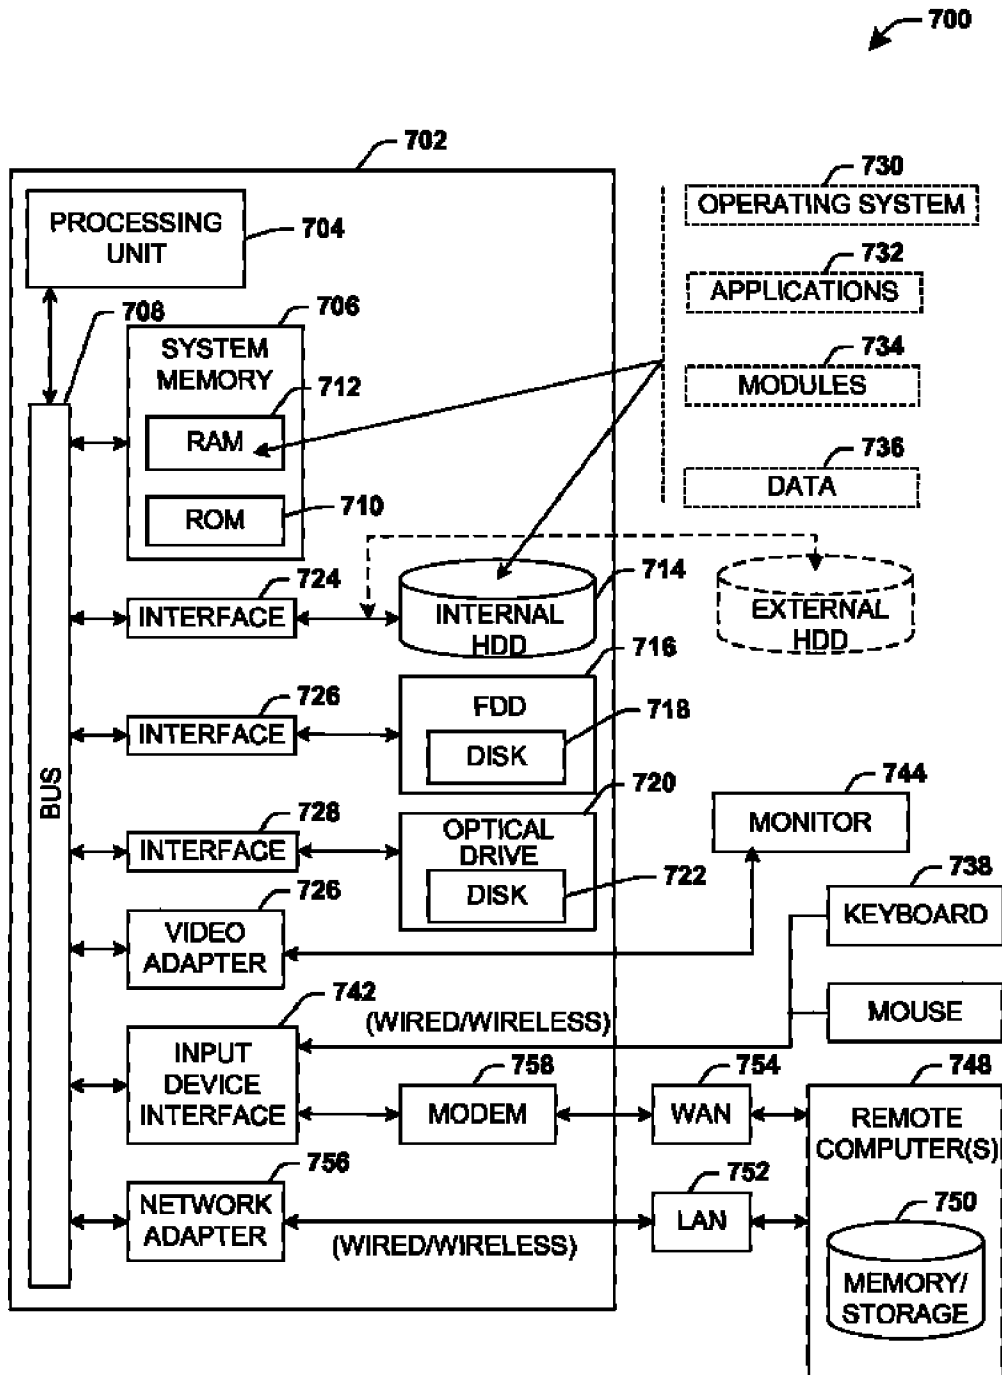 700
702
PROCESSING
UNIT
704
730
OPERATING SYSTEM
732
APPLICATIONS
734
MODULES
736
DATA
708
706
SYSTEM
MEMORY
712
RAM
ROM
710
724
INTERFACE
INTERNAL
HDD
714
EXTERNAL
HDD
716
726
INTERFACE
FDD
718
DISK
BUS
720
728
INTERFACE
OPTICAL
DRIVE
722
DISK
744
MONITOR
738
KEYBOARD
726
VIDEO
ADAPTER
MOUSE
742
(WIRED/WIRELESS)
INPUT
DEVICE
INTERFACE
758
MODEM
754
WAN
748
REMOTE
COMPUTER(S)
756
NETWORK
ADAPTER
(WIRED/WIRELESS)
752
LAN
750
MEMORY/
STORAGE